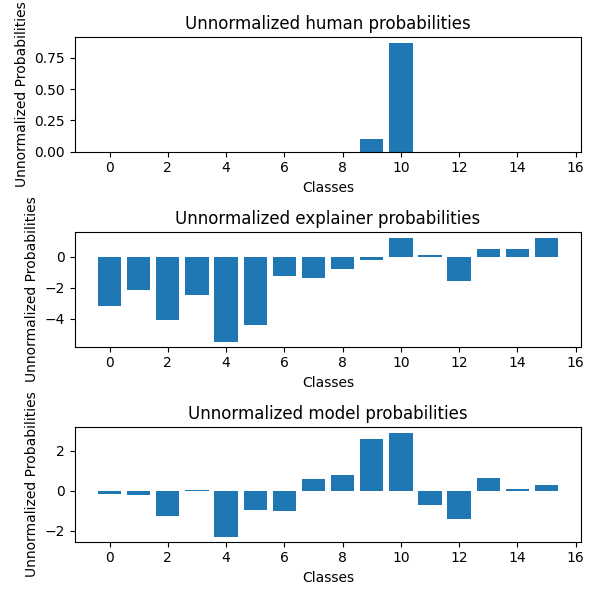 Unnormalized human probabilities
Unnormalized Probabilities
0.75
0.50
0.25
0.00
0 2 4 6 8 10 12 14 16
Classes
Unnormalized explainer probabilities
Unnormalized Probabilities
0
−2
−4
0 2 4 6 8 10 12 14 16
Classes
Unnormalized model probabilities
Unnormalized Probabilities
2
0
−2
0 2 4 6 8 10 12 14 16
Classes